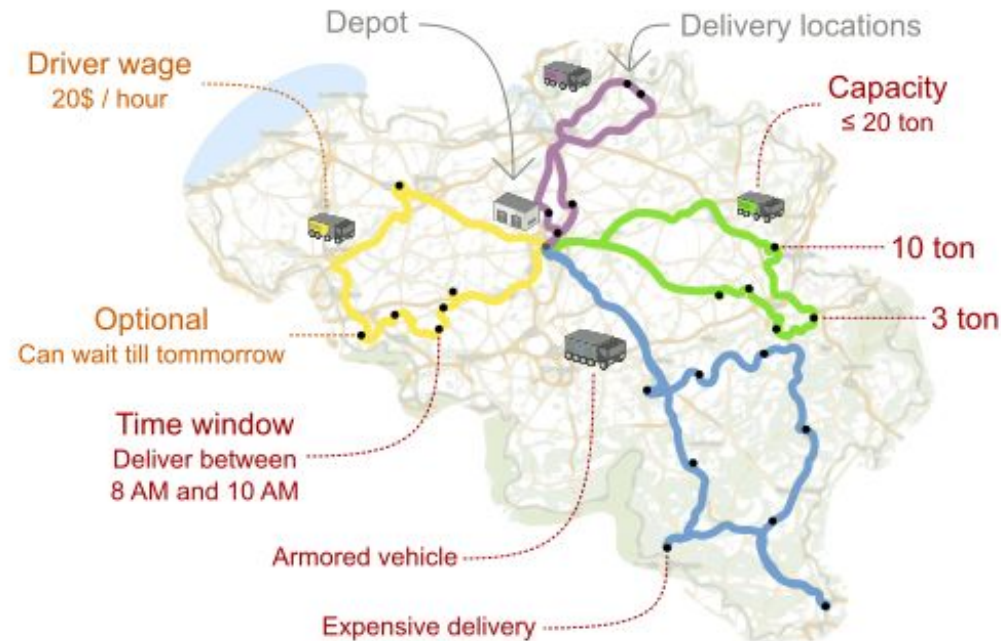 Depot
Delivery locations
Driver wage
20$ / hour
Capacity
≤ 20 ton
10 ton
3 ton
Optional
Can wait till tommorrow
Time window
Deliver between
8 AM and 10 AM
Armored vehicle
Expensive delivery